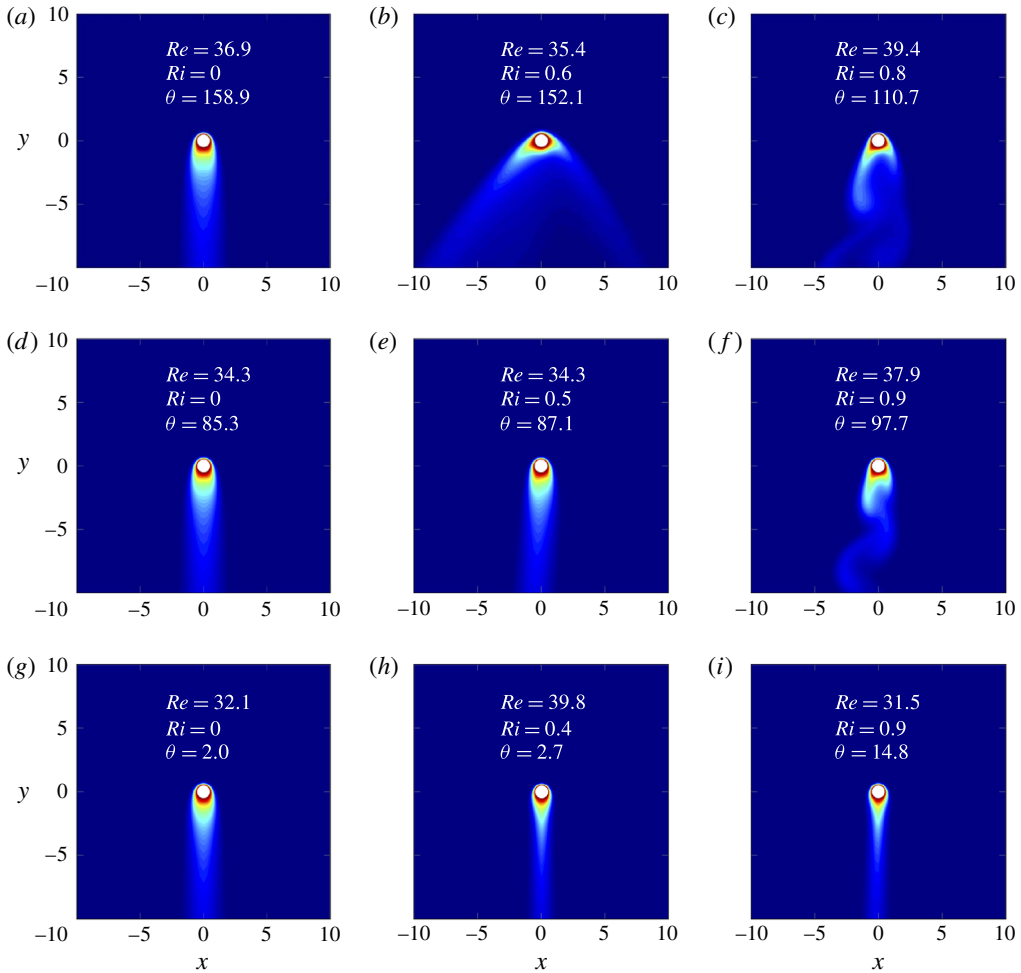 (a) 10 (b) (c)
Re = 36.9 Re = 35.4 Re = 39.4
5 Ri = 0 Ri = 0.6 Ri = 0.8
θ = 158.9 θ = 152.1 θ = 110.7
y 0
–5
–10 –5 0 5 10 –10 –5 0 5 10 –10 –5 0 5 10
(d) 10 (e) (f)
Re = 34.3 Re = 34.3 Re = 37.9
5 Ri = 0 Ri = 0.5 Ri = 0.9
θ = 85.3 θ = 87.1 θ = 97.7
y 0
–5
–10 –5 0 5 10 –10 –5 0 5 10 –10 –5 0 5 10
(g) 10 (h) (i)
Re = 32.1 Re = 39.8 Re = 31.5
5 Ri = 0 Ri = 0.4 Ri = 0.9
θ = 2.0 θ = 2.7 θ = 14.8
y 0
–5
–10 –5 0 5 10 –10 –5 0 5 10 –10 –5 0 5 10
x x x